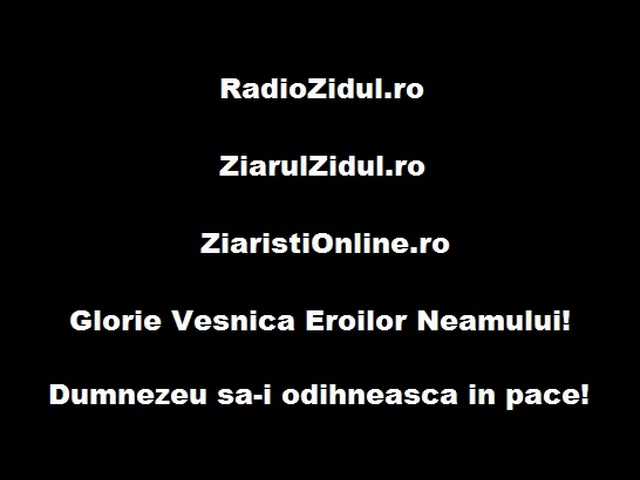 RadioZidul.ro
ZiarulZidul.ro
ZiaristiOnline.ro
Glorie Vesnica Eroilor Neamului!
Dumnezeu sa-i odihneasca in pace!